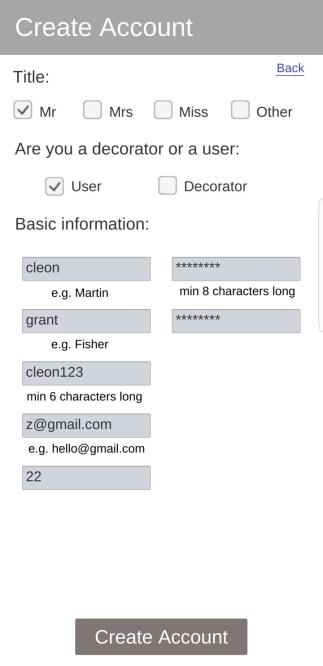 Create Account
Back
Title:
Mr Mrs Miss Other
Are you a decorator or a user:
User Decorator
Basic information:
cleon ********
e.g. Martin min 8 characters long
grant ********
e.g. Fisher
cleon123
min 6 characters long
z@gmail.com
e.g. hello@gmail.com
22
Create Account